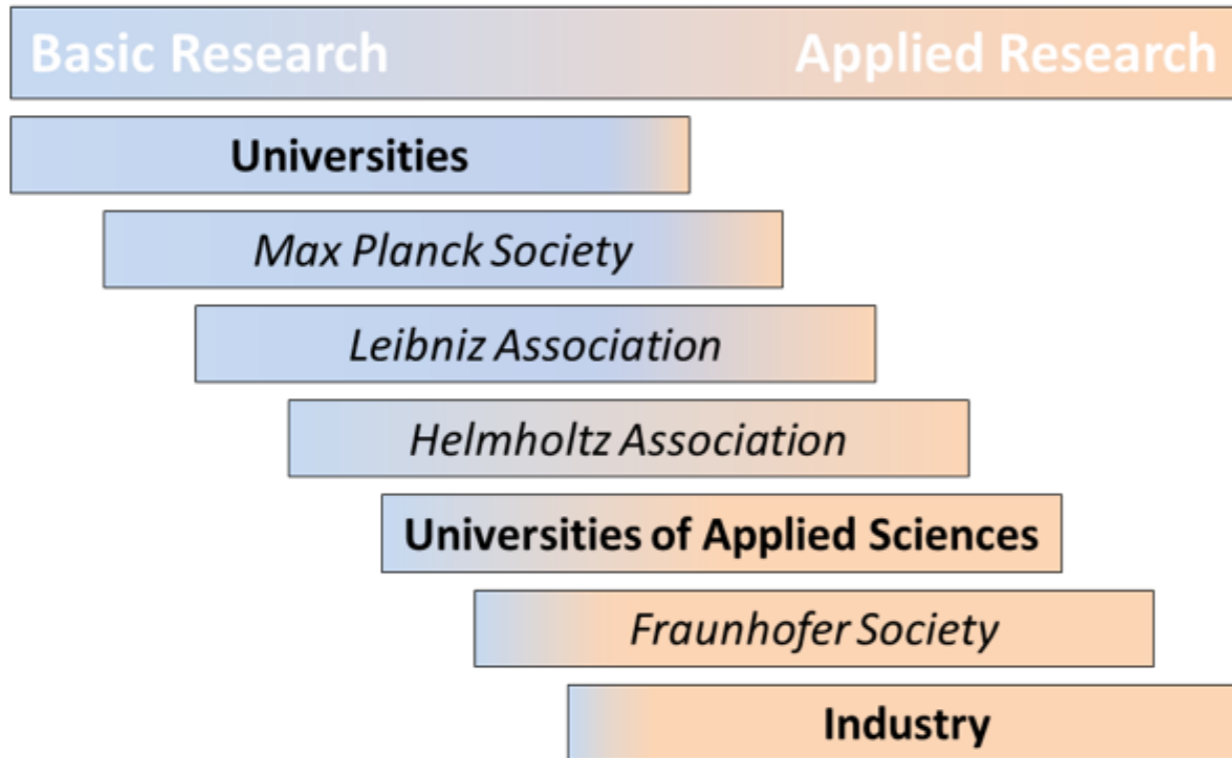 Basic Research Applied Research
Universities
Max Planck Society
Leibniz Association
Helmholtz Association
Universities of Applied Sciences
Fraunhofer Society
Industry